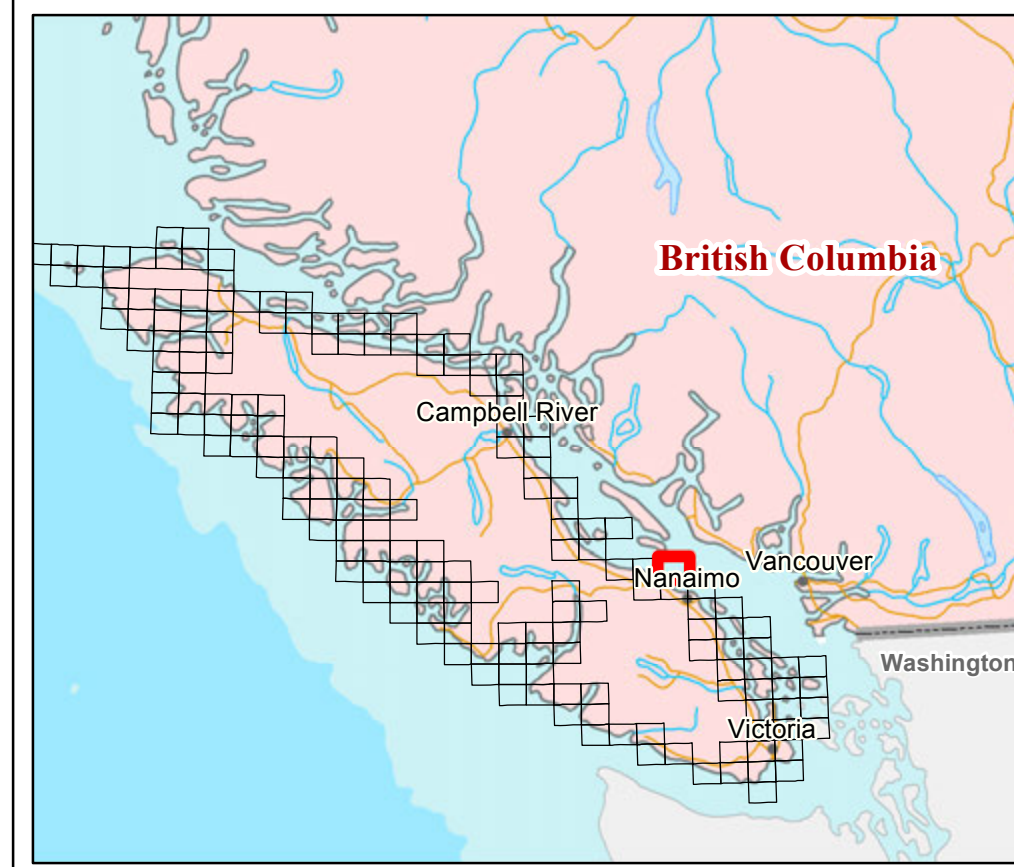 British Columbia
Campbell River
Vancouver
Nanaimo
Washington
Victoria